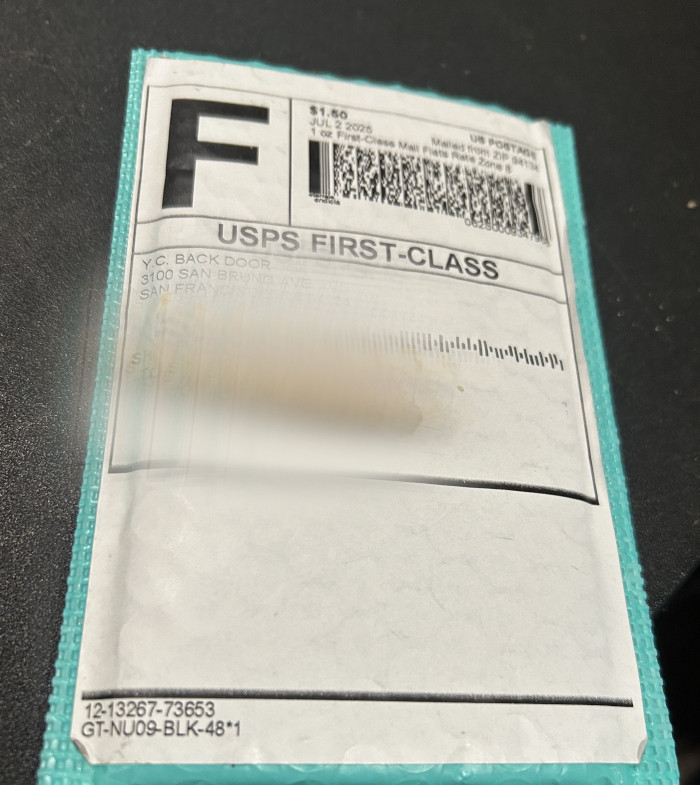 F
$1.50
US POSTAGE
JUL 2 2025
Mailed from ZIP
1 oz First-Class Mail Flats Rate Zone 8
USPS FIRST-CLASS
Y.C. BACK DOOR
3100 SAN BRUNO AVE
SAN
12-13267-73653
GT-NU09-BLK-48*1